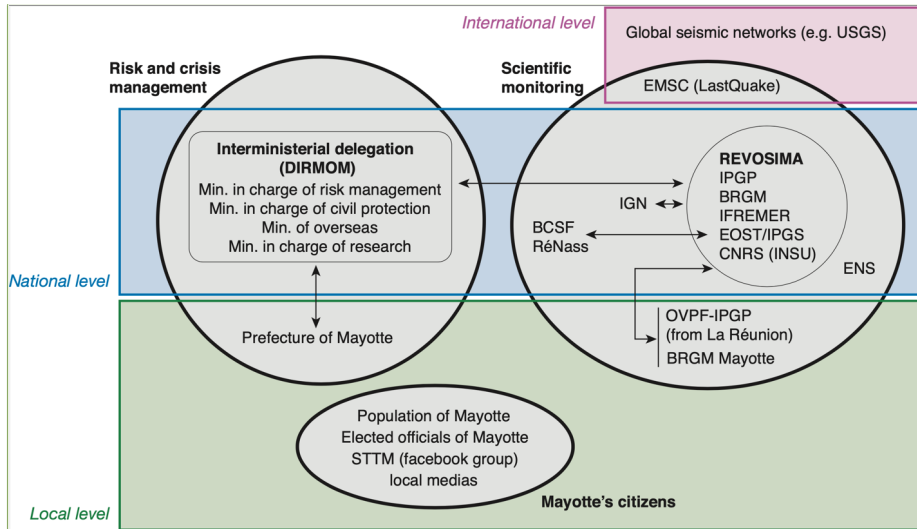 International level
Global seismic networks (e.g. USGS)
Risk and crisis
management
Scientific
monitoring
EMSC (LastQuake)
Interministerial delegation
(DIRMOM)
Min. in charge of risk management
Min. in charge of civil protection
Min. of overseas
Min. in charge of research
REVOSIMA
IPGP
BRGM
IFREMER
EOST/IPGS
CNRS (INSU)
IGN
BCSF
RéNass
ENS
National level
Prefecture of Mayotte
OVPF-IPGP
(from La Réunion)
BRGM Mayotte
Population of Mayotte
Elected officials of Mayotte
STTM (facebook group)
local medias
Mayotte's citizens
Local level